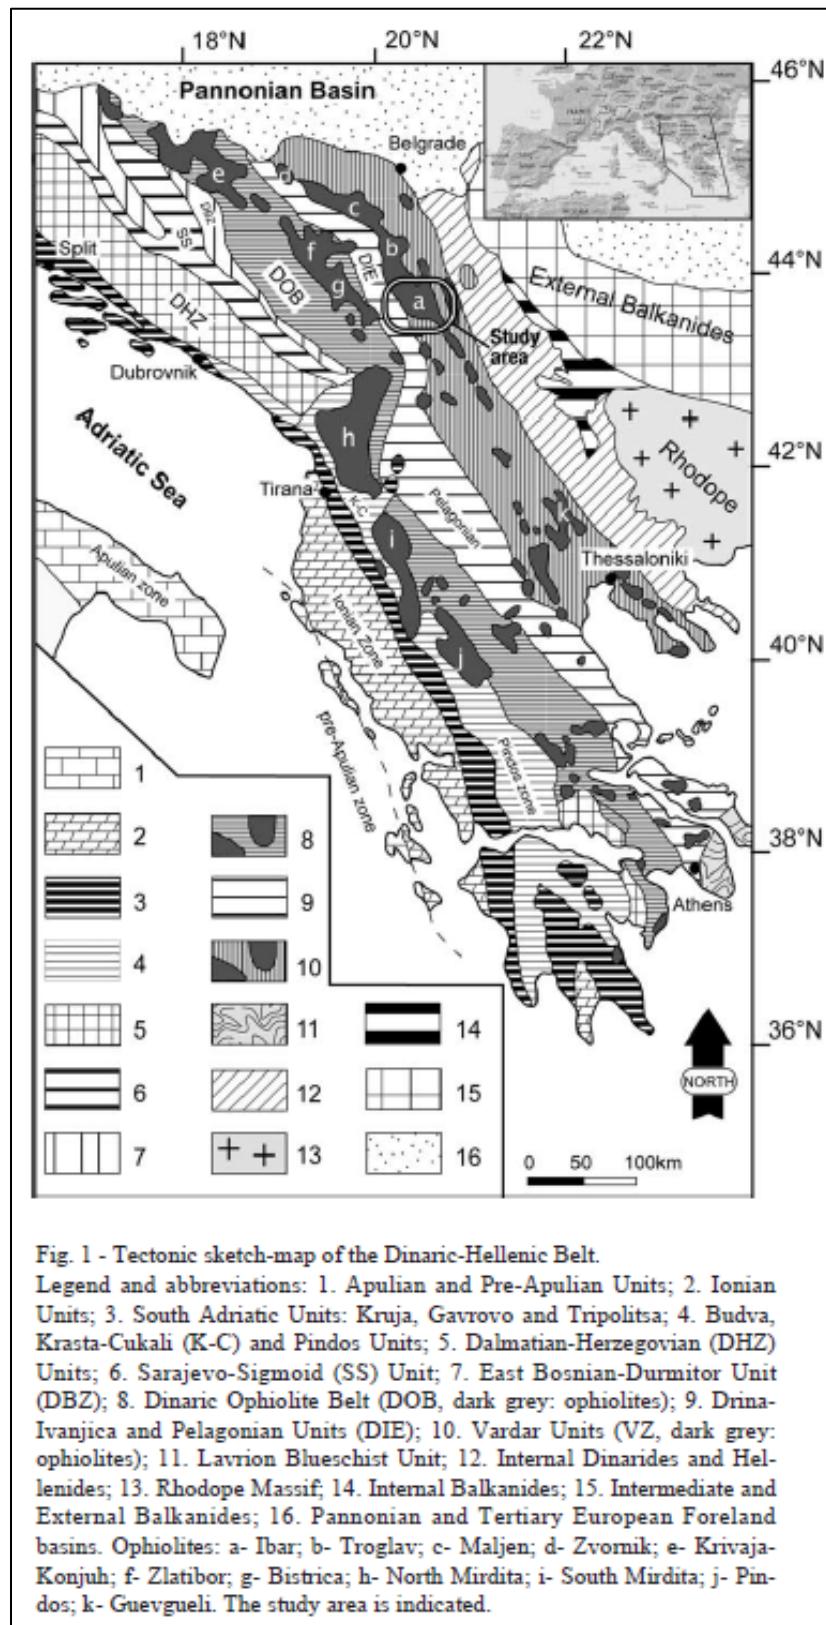 18°N 20°N 22°N
46°N
Pannonian Basin
Belgrade
d
e
c
DBZ
SS
b
f
Split
DIE
44°N
External Balkanides
DOB
g
a
DHZ
Study
area
Dubrovnik
Adriatic Sea
h
Rhodope
42°N
Tirana
K-C
Pelagonian
k
i
Thessaloniki
Apulian zone
Ionian Zone
40°N
j
pre-Apulian zone
Pindos zone
1
2
8
38°N
3
9
Athens
4
10
5
11
14
36°N
6
12
15
NORTH
7
13
16
0 50 100km
Fig. 1 - Tectonic sketch-map of the Dinaric-Hellenic Belt.
Legend and abbreviations: 1. Apulian and Pre-Apulian Units; 2. Ionian
Units; 3. South Adriatic Units: Kruja, Gavrovo and Tripolitsa; 4. Budva,
Krasta-Cukali (K-C) and Pindos Units; 5. Dalmatian-Herzegovian (DHZ)
Units; 6. Sarajevo-Sigmoid (SS) Unit; 7. East Bosnian-Durmitor Unit
(DBZ); 8. Dinaric Ophiolite Belt (DOB, dark grey: ophiolites); 9. Drina-
Ivanjica and Pelagonian Units (DIE); 10. Vardar Units (VZ, dark grey:
ophiolites); 11. Lavrion Blueschist Unit; 12. Internal Dinarides and Hel-
lenides; 13. Rhodope Massif; 14. Internal Balkanides; 15. Intermediate and
External Balkanides; 16. Pannonian and Tertiary European Foreland
basins. Ophiolites: a- Ibar; b- Troglav; c- Maljen; d- Zvornik; e- Krivaja-
Konjuh; f- Zlatibor; g- Bistrica; h- North Mirdita; i- South Mirdita; j- Pin-
dos; k- Guevgueli. The study area is indicated.